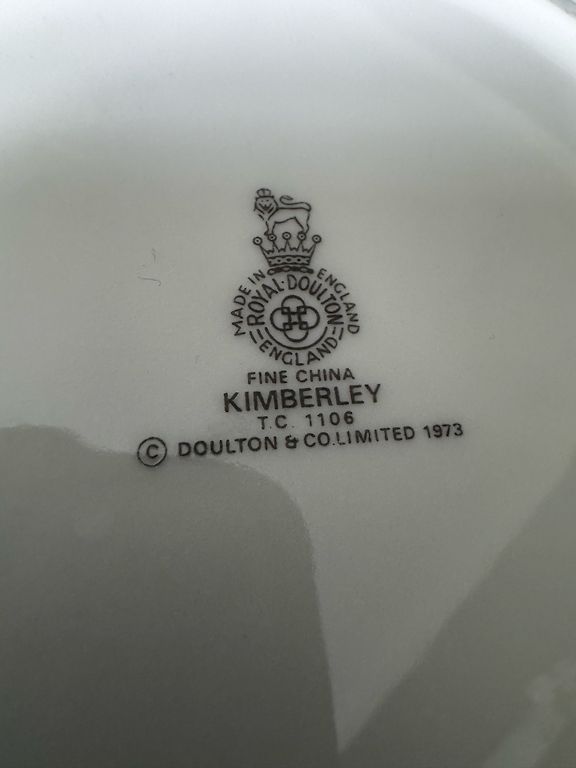 MADE IN ENGLAND
ROYAL·DOULTON
ENGLAND
FINE CHINA
KIMBERLEY
T.C. 1106
© DOULTON & CO.LIMITED 1973